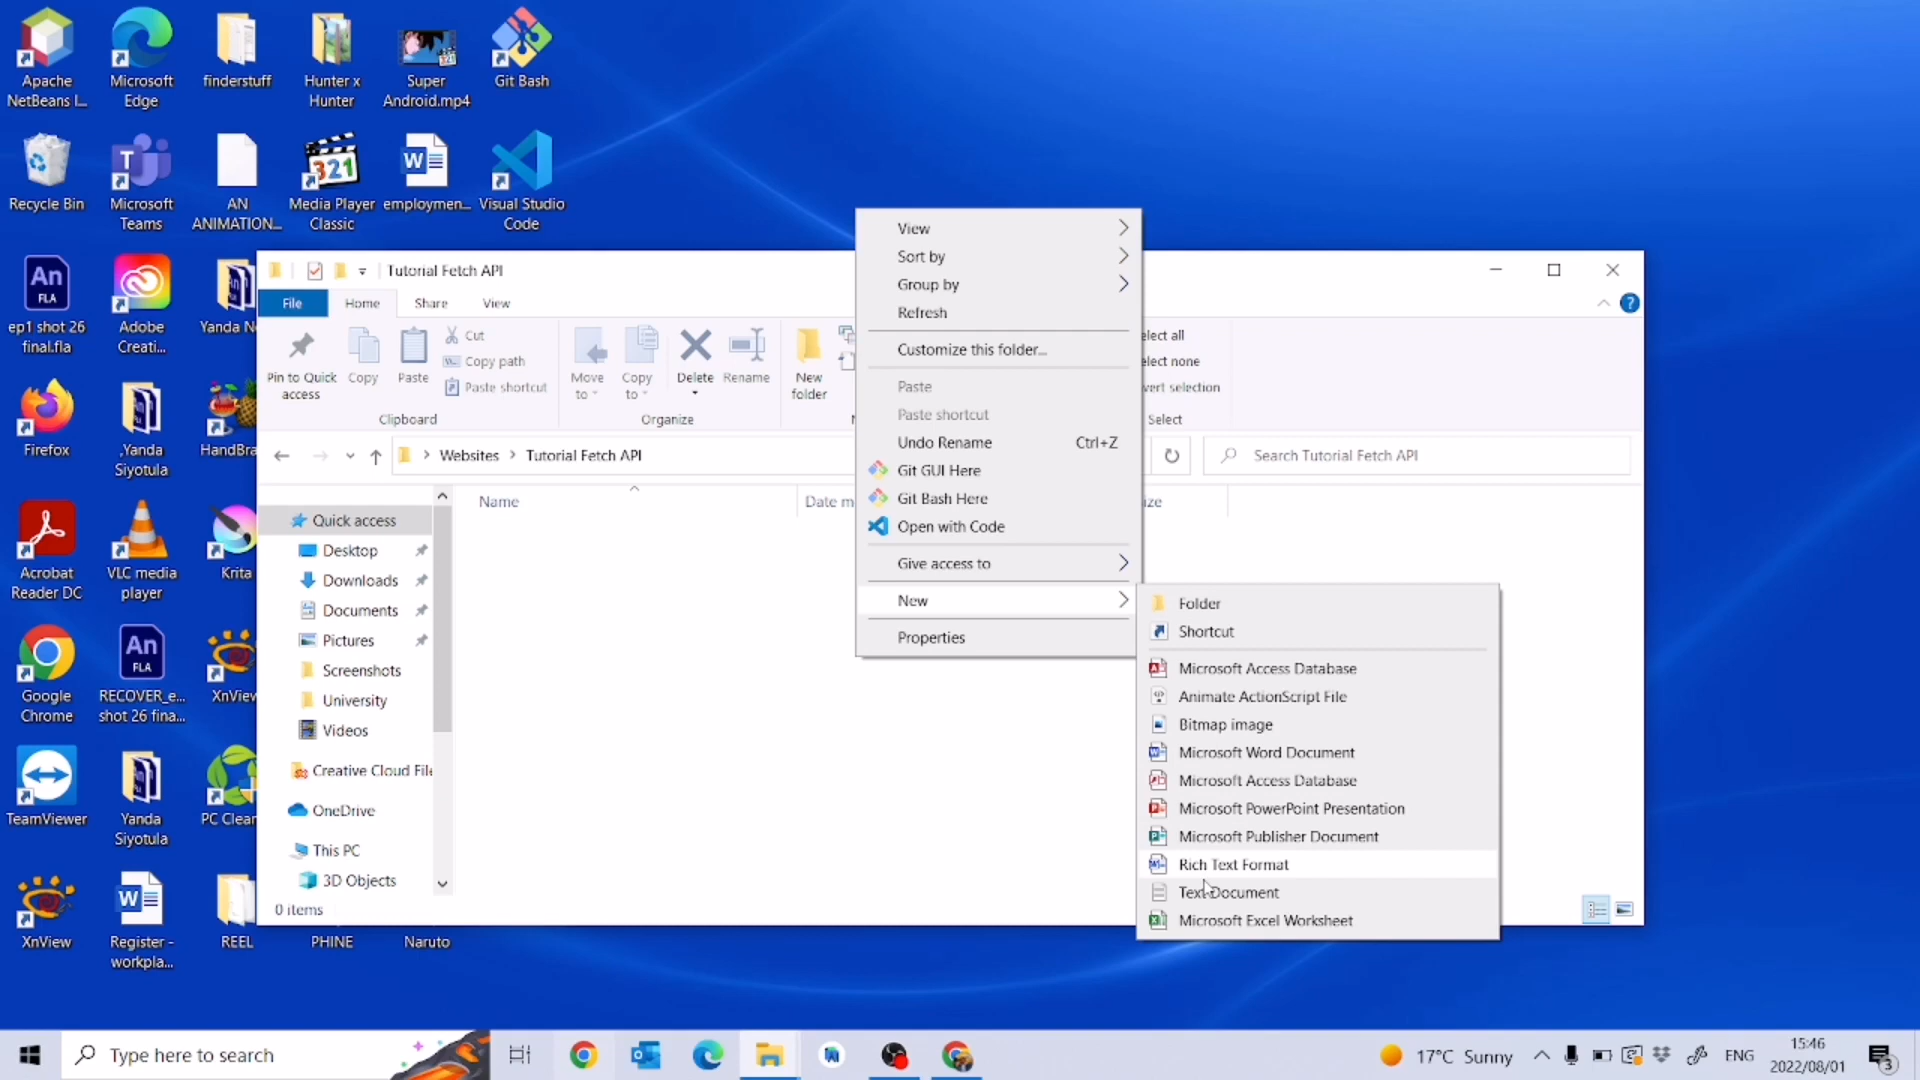 Apache
NetBeans I...
Microsoft
Edge
finderstuff
Hunter x
Hunter
Super
Android.mp4
Git Bash
Recycle Bin
Microsoft
Teams
AN
ANIMATION...
Media Player
Classic
employmen...
Visual Studio
Code
ep1 shot 26
final.fla
Adobe
Creati...
Yanda N
Firefox
,Yanda
Siyotula
HandBra
Acrobat
Reader DC
VLC media
player
Krita
Google
Chrome
RECOVER_e...
shot 26 fina...
XnView
TeamViewer
Yanda
Siyotula
PC Clean
XnView
Register -
workpla...
REEL
PHINE
Naruto
Tutorial Fetch API
File
Home
Share
View
Pin to Quick
access
Copy
Paste
Cut
Copy path
Paste shortcut
Clipboard
Move
to
Copy
to
Delete
Rename
Organize
New
folder
elect all
elect none
vert selection
Select
Websites
Tutorial Fetch API
Search Tutorial Fetch API
Name
Date m
ize
Quick access
Desktop
Downloads
Documents
Pictures
Screenshots
University
Videos
Creative Cloud File
OneDrive
This PC
3D Objects
0 items
View
Sort by
Group by
Refresh
Customize this folder...
Paste
Paste shortcut
Undo Rename Ctrl+Z
Git GUI Here
Git Bash Here
Open with Code
Give access to
New
Properties
Folder
Shortcut
Microsoft Access Database
Animate ActionScript File
Bitmap image
Microsoft Word Document
Microsoft Access Database
Microsoft PowerPoint Presentation
Microsoft Publisher Document
Rich Text Format
Text Document
Microsoft Excel Worksheet
Type here to search
17°C Sunny
ENG
15:46
2022/08/01
3